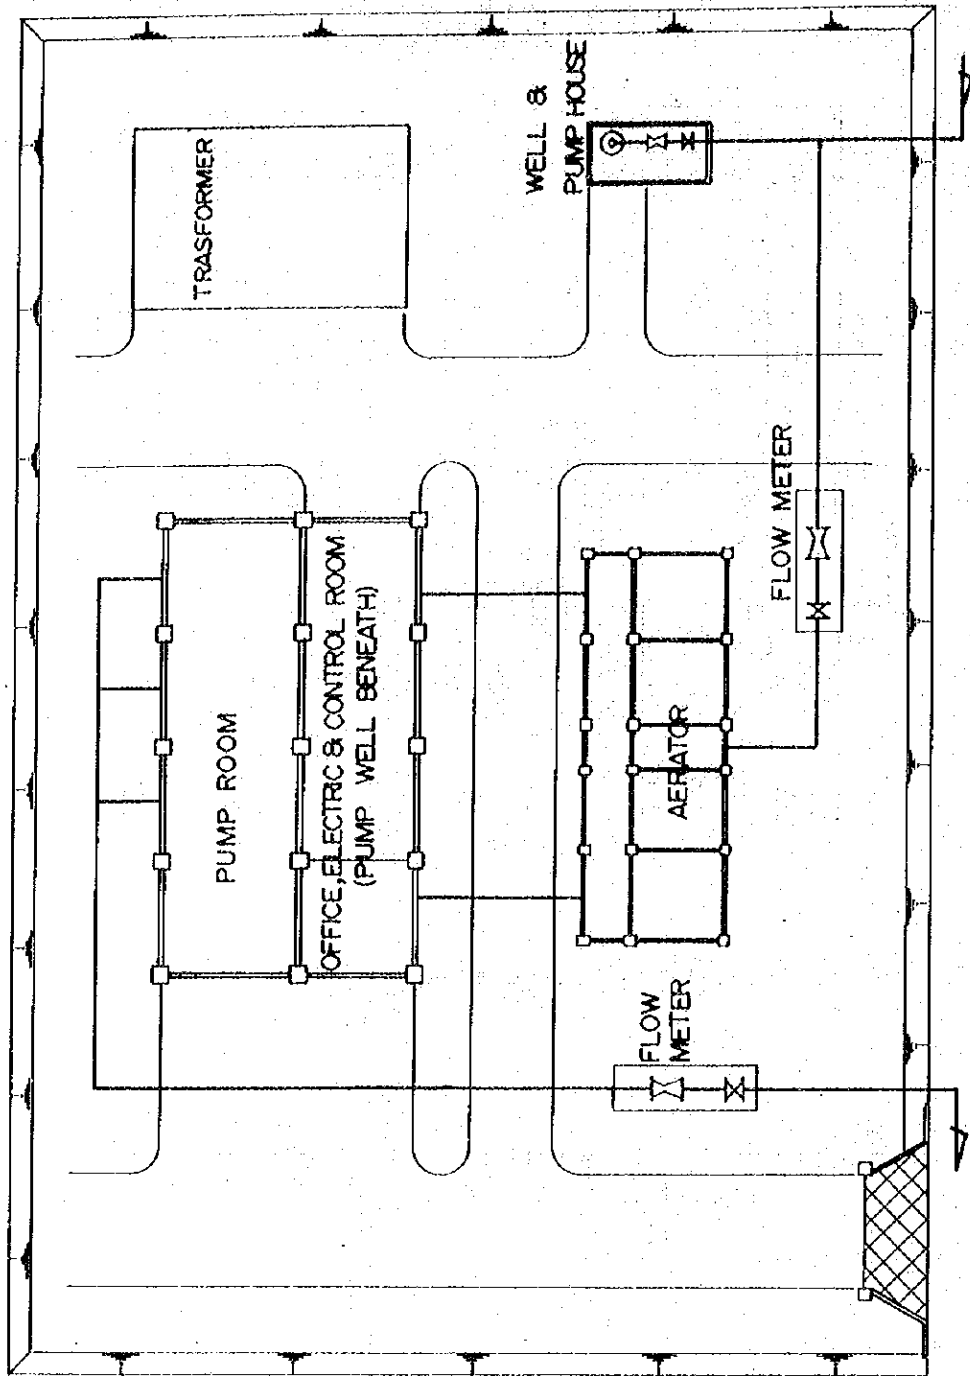 TRASFORMER
WELL &
PUMP HOUSE
FLOW METER
PUMP ROOM
OFFICE,ELECTRIC & CONTROL ROOM
(PUMP WELL BENEATH)
AERATOR
FLOW
METER